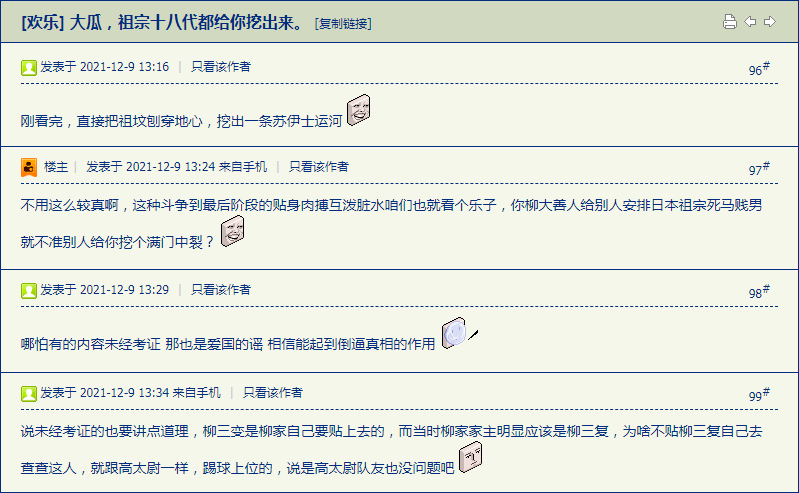 [欢乐] 大瓜，祖宗十八代都给你挖出来。 [复制链接]
发表于 2021-12-9 13:16 | 只看该作者 96#
刚看完，直接把祖坟刨穿地心，挖出一条苏伊士运河
楼主 | 发表于 2021-12-9 13:24 来自手机 | 只看该作者 97#
不用这么较真啊，这种斗争到最后阶段的贴身肉搏互泼脏水咱们也就看个乐子，你柳大善人给别人安排日本祖宗死马贱男
就不准别人给你挖个满门中裂？
发表于 2021-12-9 13:29 | 只看该作者 98#
哪怕有的内容未经考证 那也是爱国的谣 相信能起到倒逼真相的作用
发表于 2021-12-9 13:34 来自手机 | 只看该作者 99#
说未经考证的也要讲点道理，柳三变是柳家自己要贴上去的，而当时柳家家主明显应该是柳三复，为啥不贴柳三复自己去
查查这人，就跟高太尉一样，踢球上位的，说是高太尉队友也没问题吧